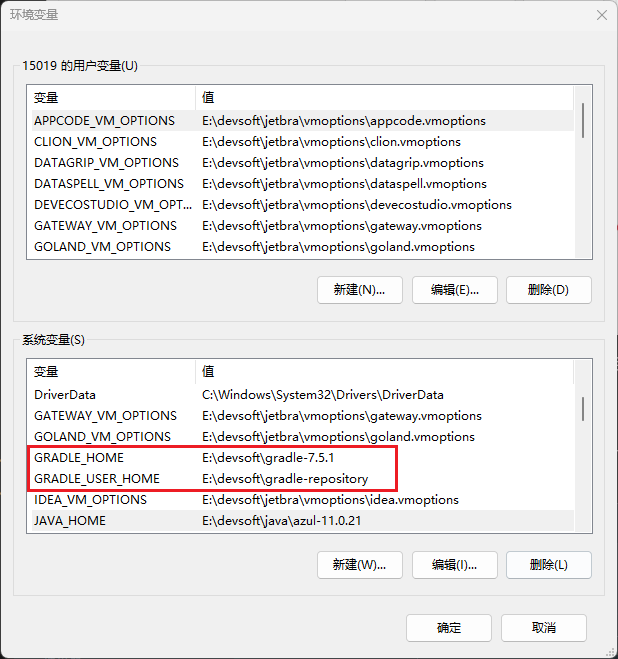 环境变量
15019 的用户变量(U)
变量 值
APPCODE_VM_OPTIONS E:\devsoft\jetbra\vmoptions\appcode.vmoptions
CLION_VM_OPTIONS E:\devsoft\jetbra\vmoptions\clion.vmoptions
DATAGRIP_VM_OPTIONS E:\devsoft\jetbra\vmoptions\datagrip.vmoptions
DATASPELL_VM_OPTIONS E:\devsoft\jetbra\vmoptions\dataspell.vmoptions
DEVECOSTUDIO_VM_OPT... E:\devsoft\jetbra\vmoptions\devecostudio.vmoptions
GATEWAY_VM_OPTIONS E:\devsoft\jetbra\vmoptions\gateway.vmoptions
GOLAND_VM_OPTIONS E:\devsoft\jetbra\vmoptions\goland.vmoptions
新建(N)... 编辑(E)... 删除(D)
系统变量(S)
变量 值
DriverData C:\Windows\System32\Drivers\DriverData
GATEWAY_VM_OPTIONS E:\devsoft\jetbra\vmoptions\gateway.vmoptions
GOLAND_VM_OPTIONS E:\devsoft\jetbra\vmoptions\goland.vmoptions
GRADLE_HOME E:\devsoft\gradle-7.5.1
GRADLE_USER_HOME E:\devsoft\gradle-repository
IDEA_VM_OPTIONS E:\devsoft\jetbra\vmoptions\idea.vmoptions
JAVA_HOME E:\devsoft\java\azul-11.0.21
新建(W)... 编辑(I)... 删除(L)
确定 取消